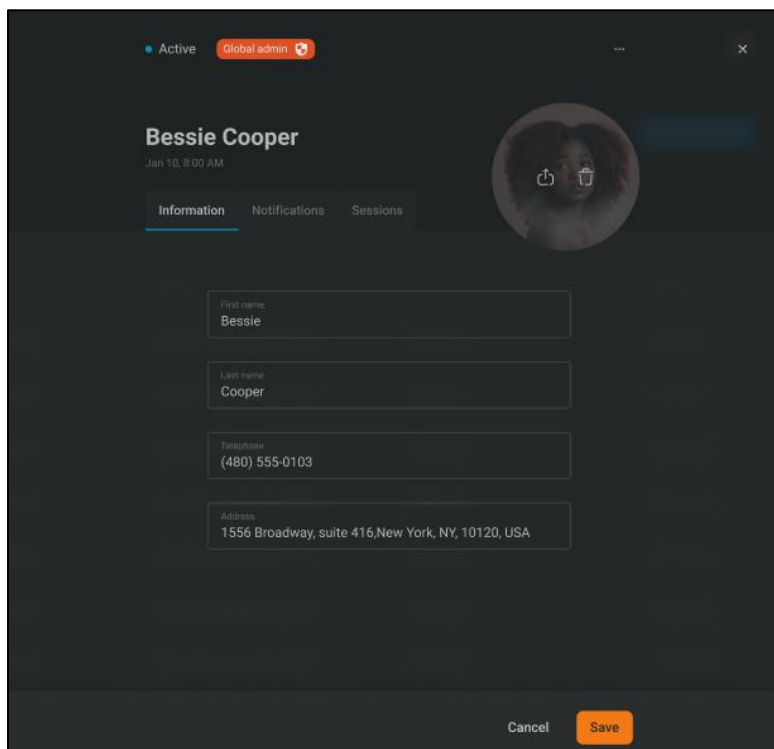 Active Global admin
Bessie Cooper
Jan 10, 8:00 AM
Information Notifications Sessions
First name
Bessie
Last name
Cooper
Telephone
(480) 555-0103
Address
1556 Broadway, suite 416,New York, NY, 10120, USA
Cancel Save